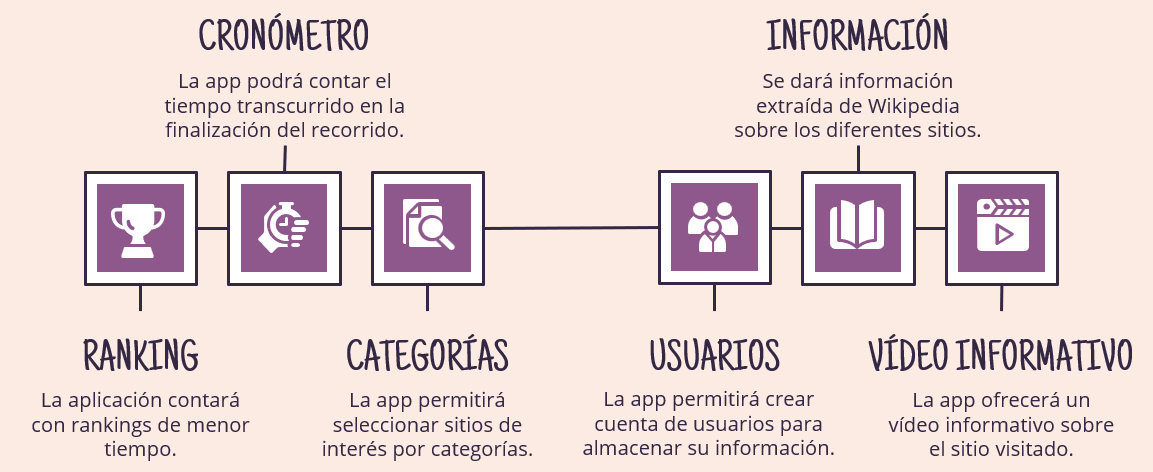 CRONÓMETRO
La app podrá contar el
tiempo transcurrido en la
finalización del recorrido.
INFORMACIÓN
Se dará información
extraída de Wikipedia
sobre los diferentes sitios.
RANKING
La aplicación contará
con rankings de menor
tiempo.
CATEGORÍAS
La app permitirá
seleccionar sitios de
interés por categorías.
USUARIOS
La app permitirá crear
cuenta de usuarios para
almacenar su información.
VÍDEO INFORMATIVO
La app ofrecerá un
vídeo informativo sobre
el sitio visitado.